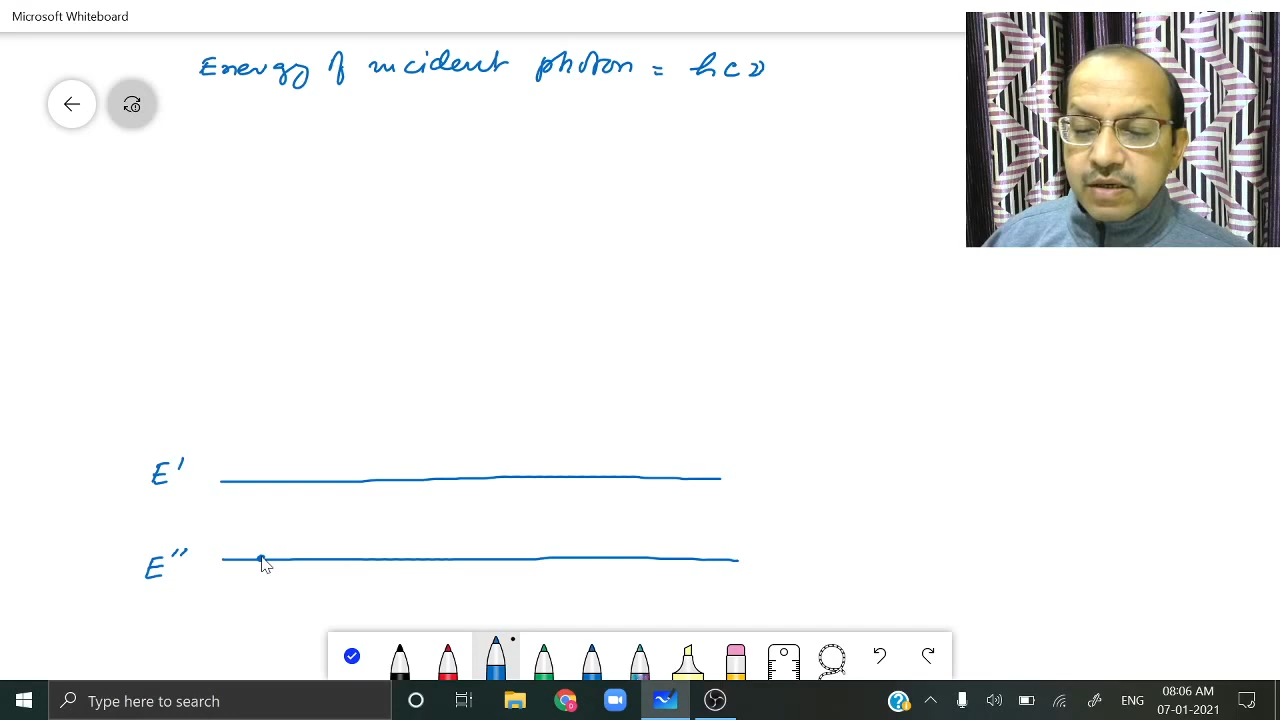 Microsoft Whiteboard
Energy of incident photon = hcν
E'
E''
Type here to search
ENG
08:06 AM
07-01-2021